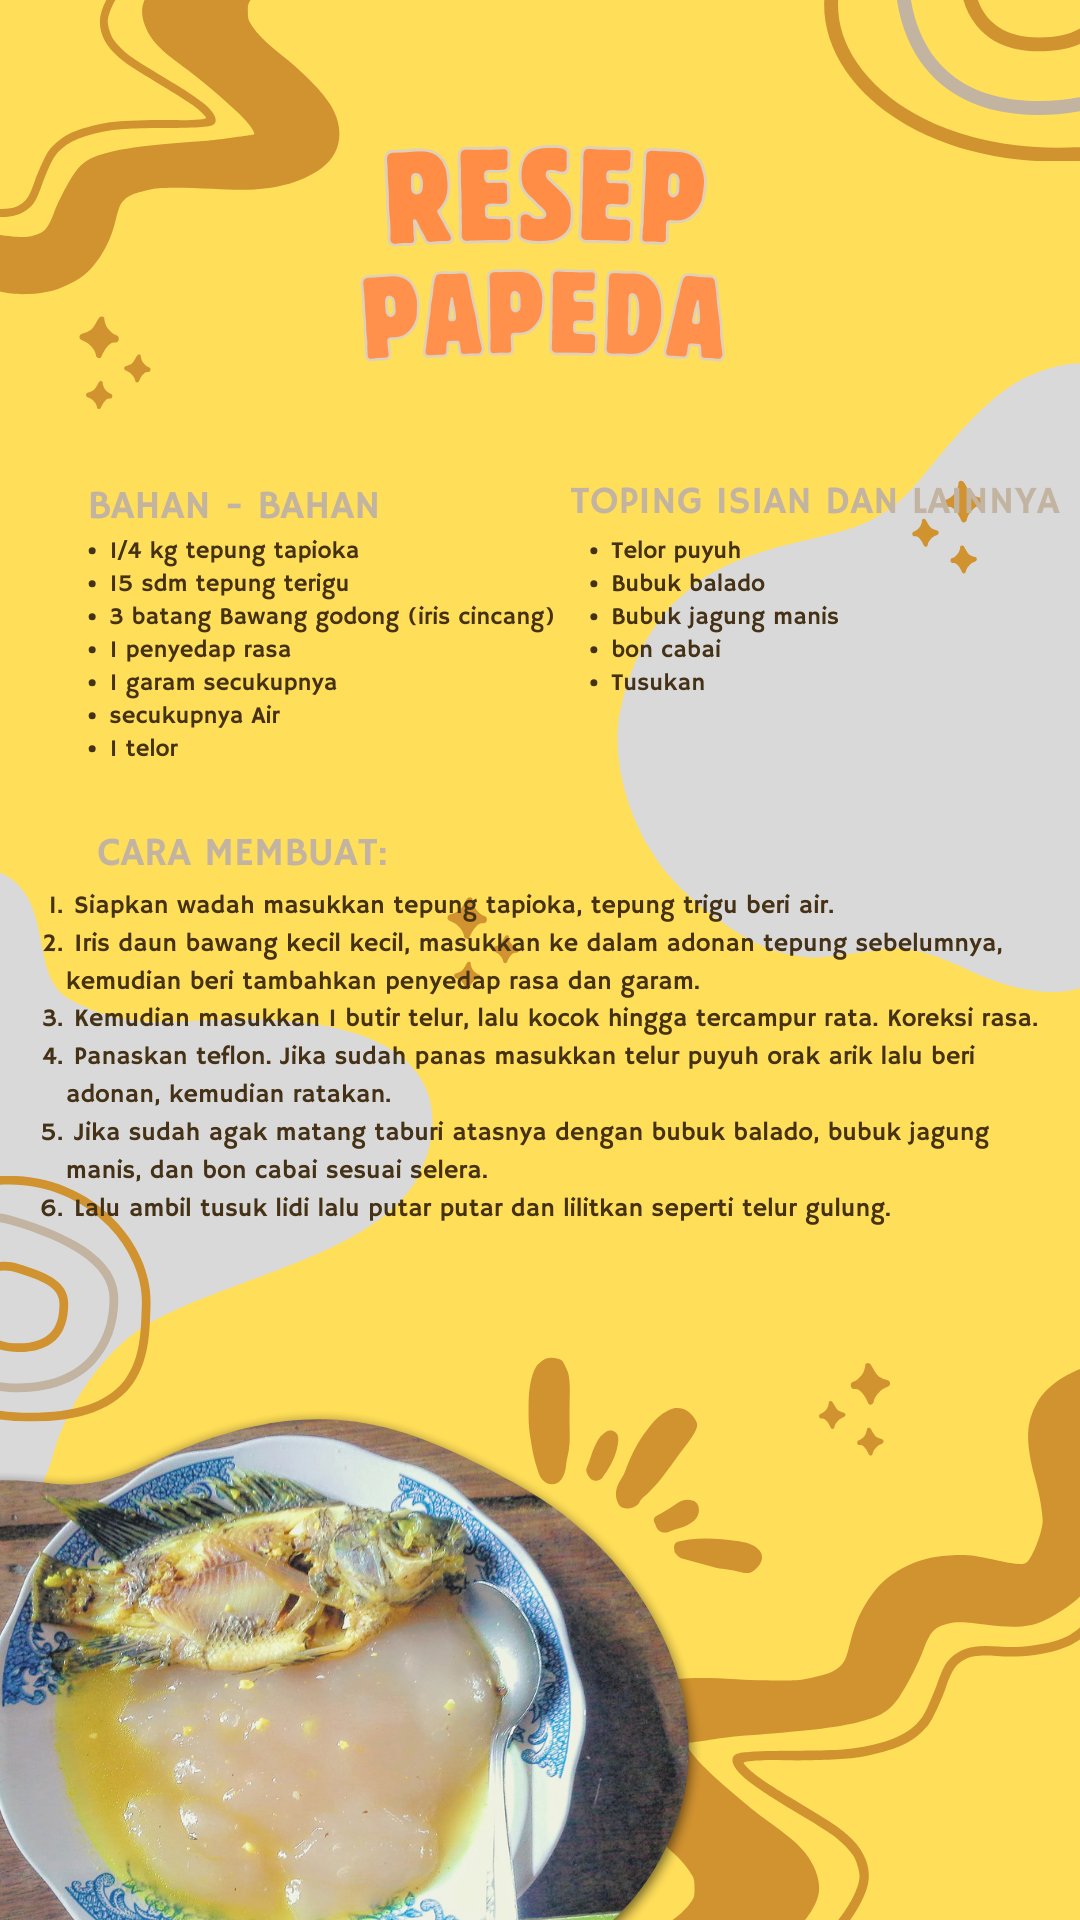 RESEP
PAPEDA
BAHAN - BAHAN
• 1/4 kg tepung tapioka
• 15 sdm tepung terigu
• 3 batang Bawang godong (iris cincang)
• 1 penyedap rasa
• 1 garam secukupnya
• secukupnya Air
• 1 telor
TOPING ISIAN DAN LAINNYA
• Telor puyuh
• Bubuk balado
• Bubuk jagung manis
• bon cabai
• Tusukan
CARA MEMBUAT:
1. Siapkan wadah masukkan tepung tapioka, tepung trigu beri air.
2. Iris daun bawang kecil kecil, masukkan ke dalam adonan tepung sebelumnya,
kemudian beri tambahkan penyedap rasa dan garam.
3. Kemudian masukkan 1 butir telur, lalu kocok hingga tercampur rata. Koreksi rasa.
4. Panaskan teflon. Jika sudah panas masukkan telur puyuh orak arik lalu beri
adonan, kemudian ratakan.
5. Jika sudah agak matang taburi atasnya dengan bubuk balado, bubuk jagung
manis, dan bon cabai sesuai selera.
6. Lalu ambil tusuk lidi lalu putar putar dan lilitkan seperti telur gulung.